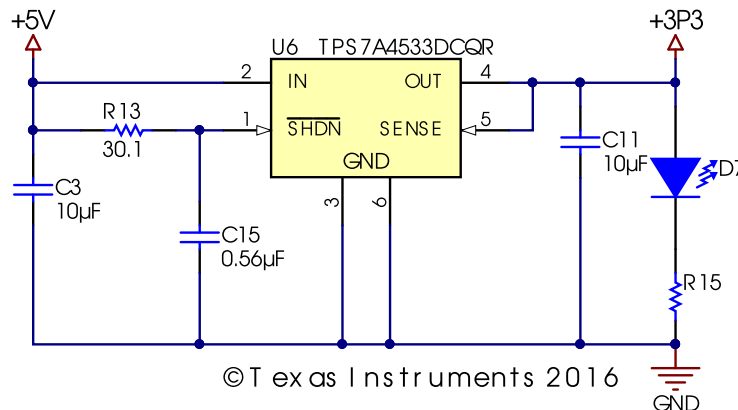 +5V
+3P3
U6 TPS7A4533DCQR
2
IN
OUT
4
R13
30.1
1
SHDN
SENSE
5
GND
C11
10µF
D7
C3
10µF
3
6
C15
0.56µF
R15
©Texas Instruments 2016
GND